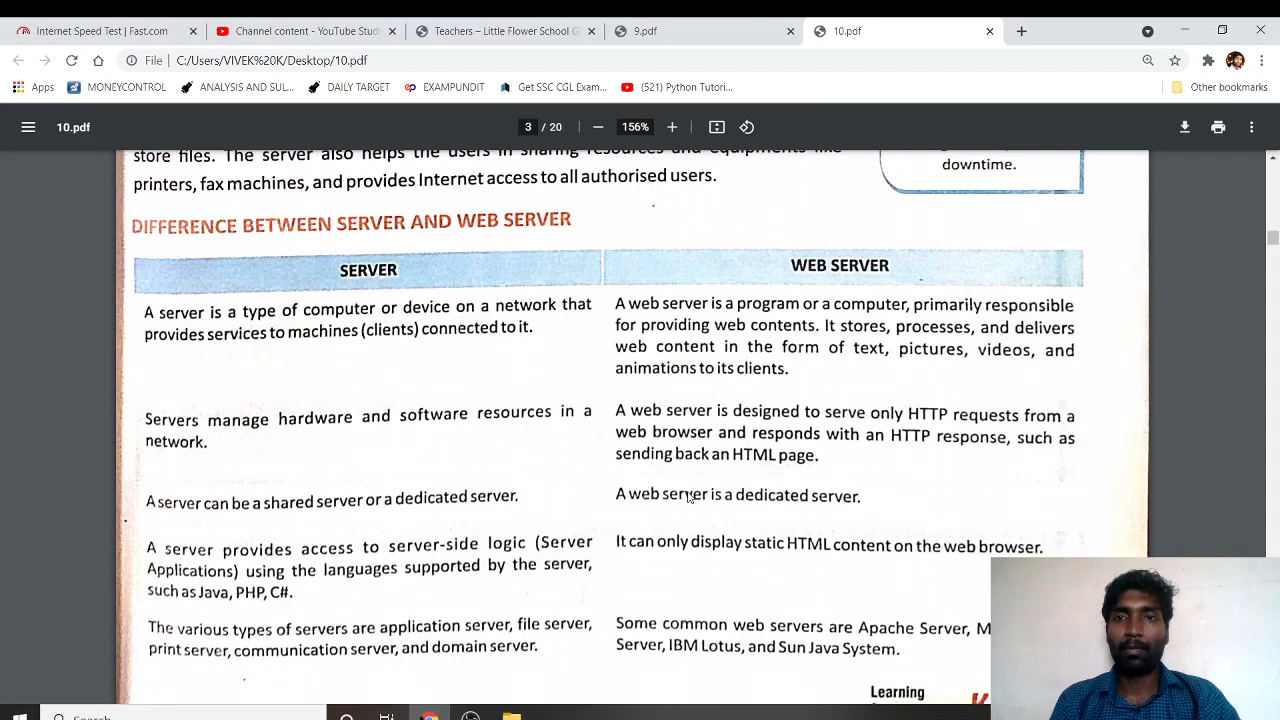 Internet Speed Test | Fast.com
Channel content - YouTube Studi
Teachers – Little Flower School G
9.pdf
10.pdf
File C:/Users/VIVEK%20K/Desktop/10.pdf
Apps MONEYCONTROL ANALYSIS AND SUL... DAILY TARGET EXAMPUNDIT Get SSC CGL Exam... (521) Python Tutori... Other bookmarks
10.pdf 3 / 20 156%
store files. The server also helps the users in sharing resources and equipments like
printers, fax machines, and provides Internet access to all authorised users.
downtime.
DIFFERENCE BETWEEN SERVER AND WEB SERVER
SERVER
A server is a type of computer or device on a network that
provides services to machines (clients) connected to it.
Servers manage hardware and software resources in a
network.
A server can be a shared server or a dedicated server.
A server provides access to server-side logic (Server
Applications) using the languages supported by the server,
such as Java, PHP, C#.
The various types of servers are application server, file server,
print server, communication server, and domain server.
WEB SERVER
A web server is a program or a computer, primarily responsible
for providing web contents. It stores, processes, and delivers
web content in the form of text, pictures, videos, and
animations to its clients.
A web server is designed to serve only HTTP requests from a
web browser and responds with an HTTP response, such as
sending back an HTML page.
A web server is a dedicated server.
It can only display static HTML content on the web browser.
Some common web servers are Apache Server, M
Server, IBM Lotus, and Sun Java System.
Learning
Search